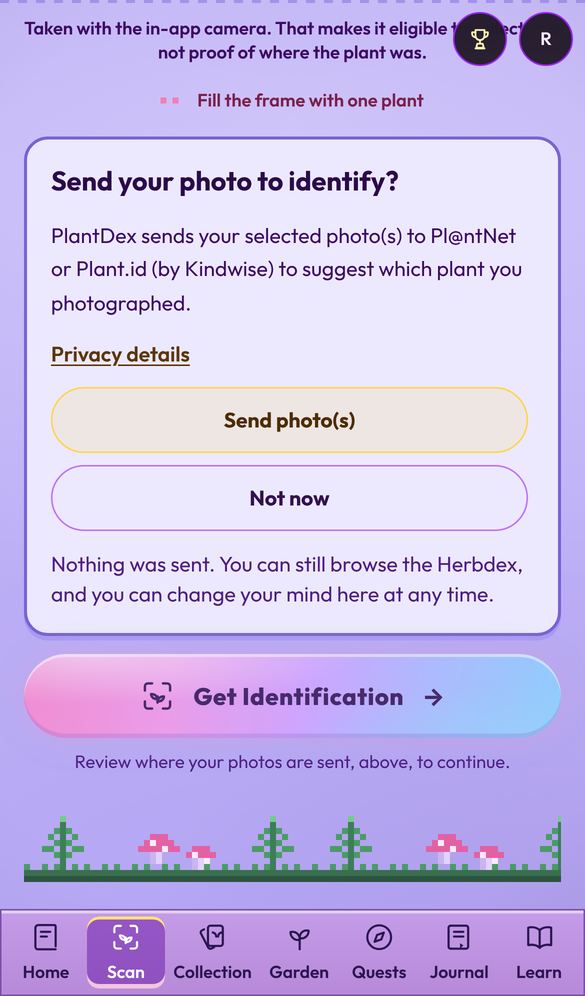 Taken with the in-app camera. That makes it eligible
not proof of where the plant was.
R
Fill the frame with one plant
Send your photo to identify?
PlantDex sends your selected photo(s) to Pl@ntNet
or Plant.id (by Kindwise) to suggest which plant you
photographed.
Privacy details
Send photo(s)
Not now
Nothing was sent. You can still browse the Herbdex,
and you can change your mind here at any time.
Get Identification →
Review where your photos are sent, above, to continue.
Home Scan Collection Garden Quests Journal Learn